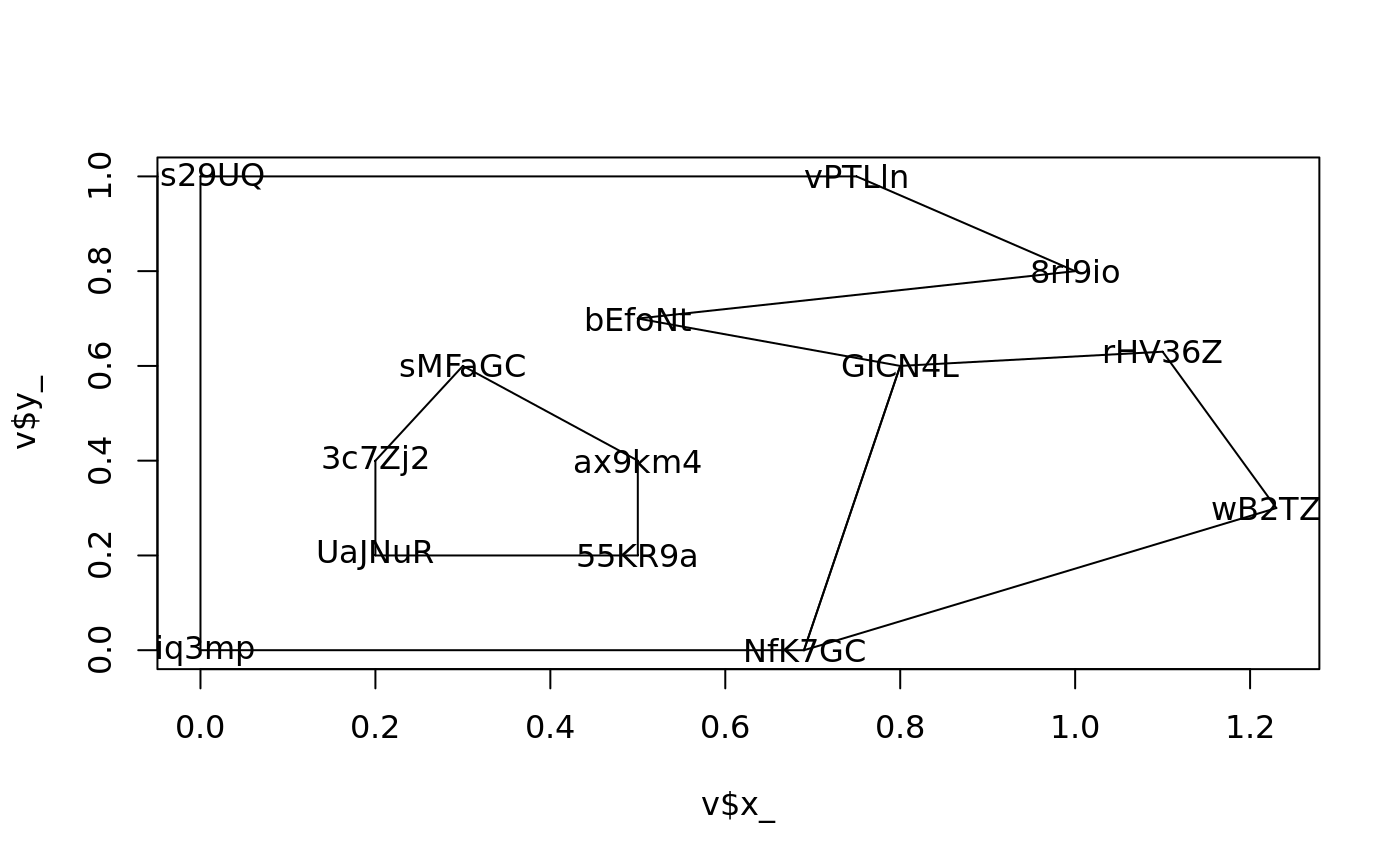 1.0
s29UQ
vPTLln
0.8
8rl9io
bEfoNt
rHV36Z
0.6
sMFaGC
GICN4L
v$y_
0.4
3c7Zj2
ax9km4
wB2TZ
0.2
UaJNuR
55KR9a
0.0
iq3mp
NfK7GC
0.0 0.2 0.4 0.6 0.8 1.0 1.2
v$x_